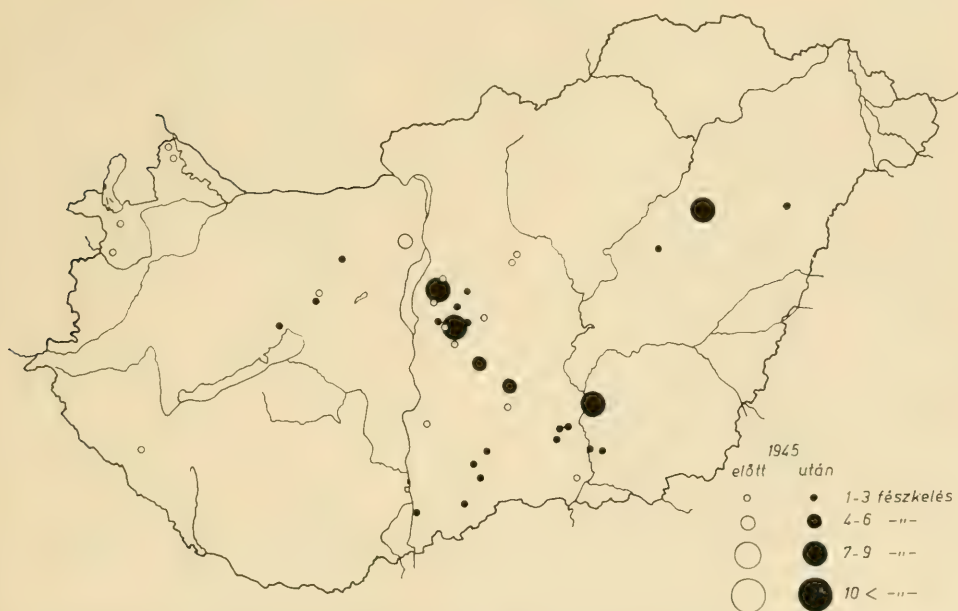 1945
előtt után
1-3 fészkelés
4-6 -"-
7-9 -"-
10 < -"-